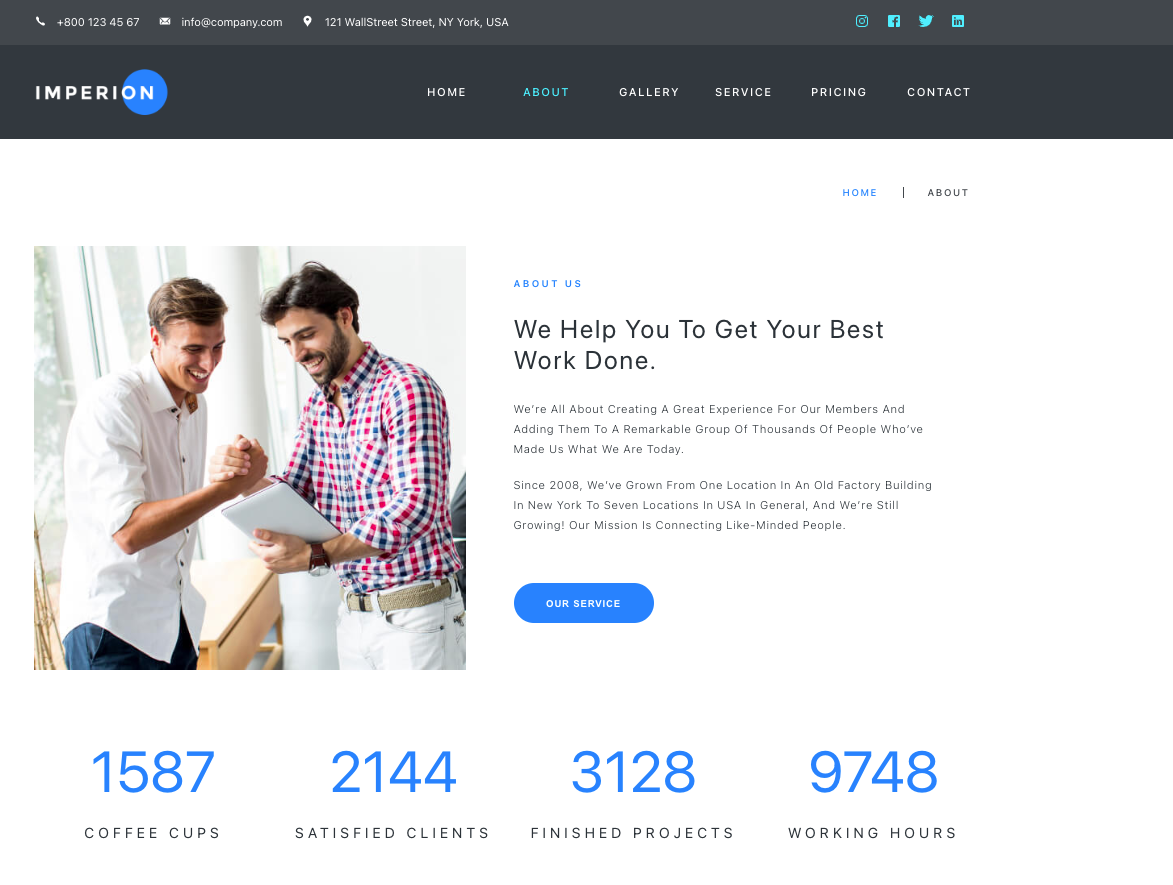 +800 123 45 67 info@company.com 121 WallStreet Street, NY York, USA
IMPERION
HOME ABOUT GALLERY SERVICE PRICING CONTACT
HOME | ABOUT
ABOUT US
We Help You To Get Your Best
Work Done.
We’re All About Creating A Great Experience For Our Members And
Adding Them To A Remarkable Group Of Thousands Of People Who’ve
Made Us What We Are Today.
Since 2008, We’ve Grown From One Location In An Old Factory Building
In New York To Seven Locations In USA In General, And We’re Still
Growing! Our Mission Is Connecting Like-Minded People.
OUR SERVICE
1587 2144 3128 9748
COFFEE CUPS SATISFIED CLIENTS FINISHED PROJECTS WORKING HOURS